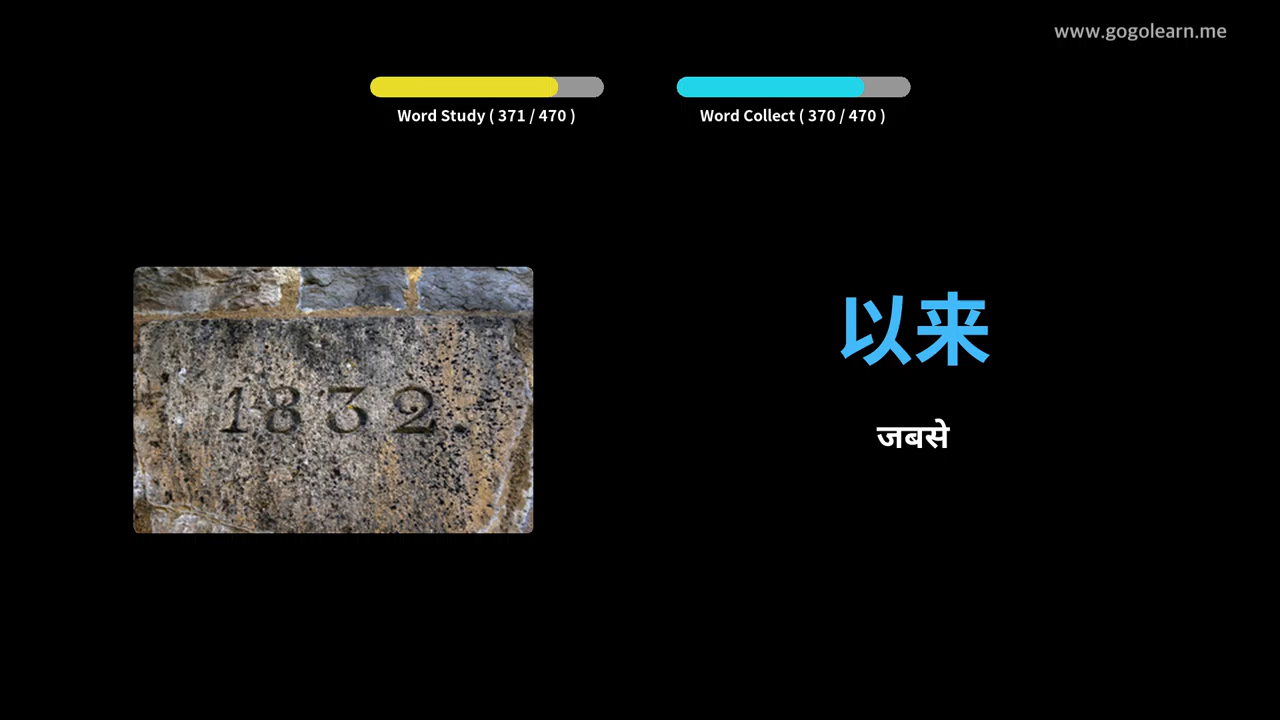 www.gogolearn.me
Word Study ( 371 / 470 )
Word Collect ( 370 / 470 )
1832.
以来
जबसे